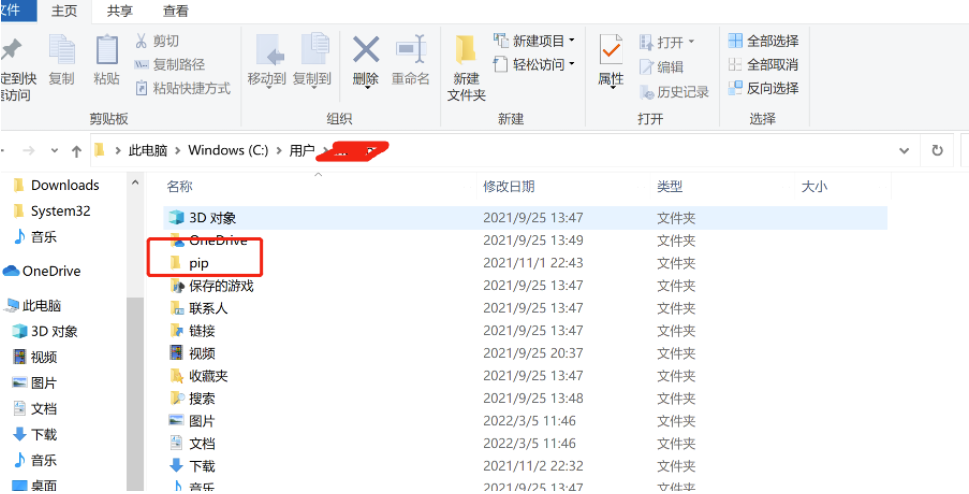 文件 主页 共享 查看
剪切 新建项目 打开 全部选择
复制路径 轻松访问 编辑 全部取消
定到快 复制 粘贴 粘贴快捷方式 移动到 复制到 删除 重命名 新建 属性 历史记录 反向选择
速访问 文件夹
剪贴板 组织 新建 打开 选择
此电脑 > Windows (C:) > 用户 >
Downloads 名称 修改日期 类型 大小
System32 3D 对象 2021/9/25 13:47 文件夹
音乐 OneDrive 2021/9/25 13:49 文件夹
OneDrive pip 2021/11/1 22:43 文件夹
保存的游戏 2021/9/25 13:47 文件夹
此电脑 联系人 2021/9/25 13:47 文件夹
3D 对象 链接 2021/9/25 13:47 文件夹
视频 视频 2021/9/25 20:37 文件夹
图片 收藏夹 2021/9/25 13:47 文件夹
文档 搜索 2021/9/25 13:48 文件夹
下载 图片 2022/3/5 11:46 文件夹
音乐 文档 2022/3/5 11:46 文件夹
桌面 下载 2021/11/2 22:32 文件夹
音乐 2021/9/25 13:47 文件夹